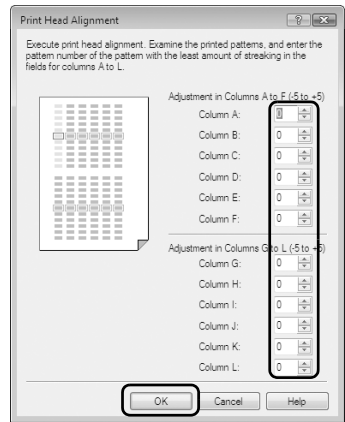 Print Head Alignment
Execute print head alignment. Examine the printed patterns, and enter the
pattern number of the pattern with the least amount of streaking in the
fields for columns A to L.
Adjustment in Columns A to F (-5 to +5)
Column A:
Column B: 0
Column C: 0
Column D: 0
Column E: 0
Column F: 0
Adjustment in Columns G to L (-5 to +5)
Column G: 0
Column H: 0
Column I: 0
Column J: 0
Column K: 0
Column L: 0
OK Cancel Help